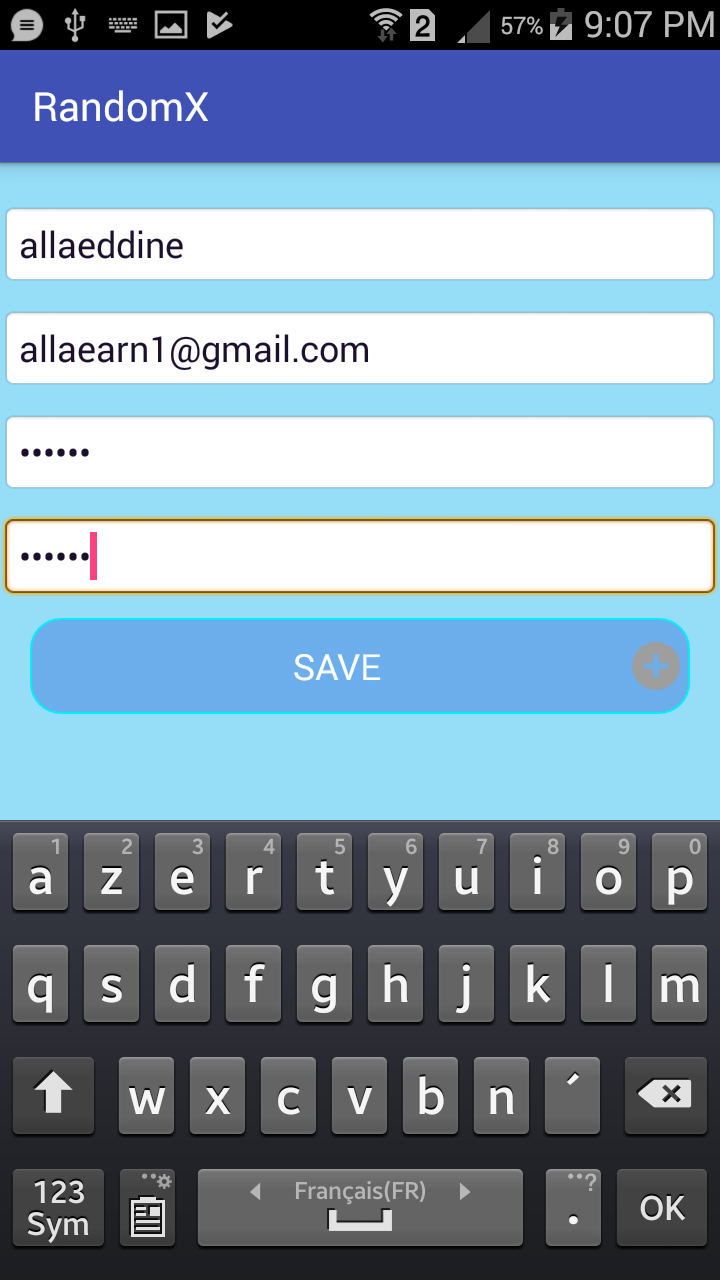 2 57% 9:07 PM
RandomX
allaeddine
allaearn1@gmail.com
••••••
••••••
SAVE
1 2 3 4 5 6 7 8 9 0
a z e r t y u i o p
q s d f g h j k l m
w x c v b n ´
123 Français(FR) ?
Sym . OK